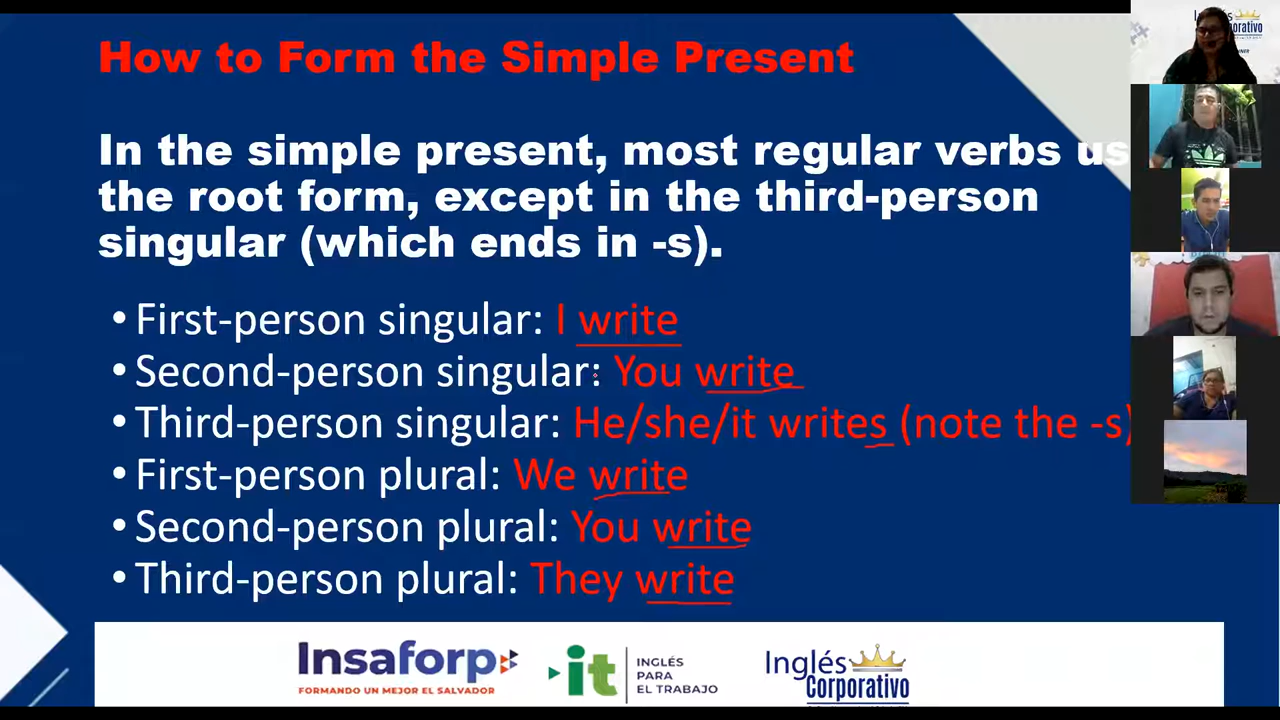 How to Form the Simple Present
In the simple present, most regular verbs us
the root form, except in the third-person
singular (which ends in -s).
• First-person singular: I write
• Second-person singular: You write
• Third-person singular: He/she/it writes (note the -s)
• First-person plural: We write
• Second-person plural: You write
• Third-person plural: They write
Insaforp
FORMANDO UN MEJOR EL SALVADOR
it
INGLÉS
PARA
EL TRABAJO
Inglés
Corporativo